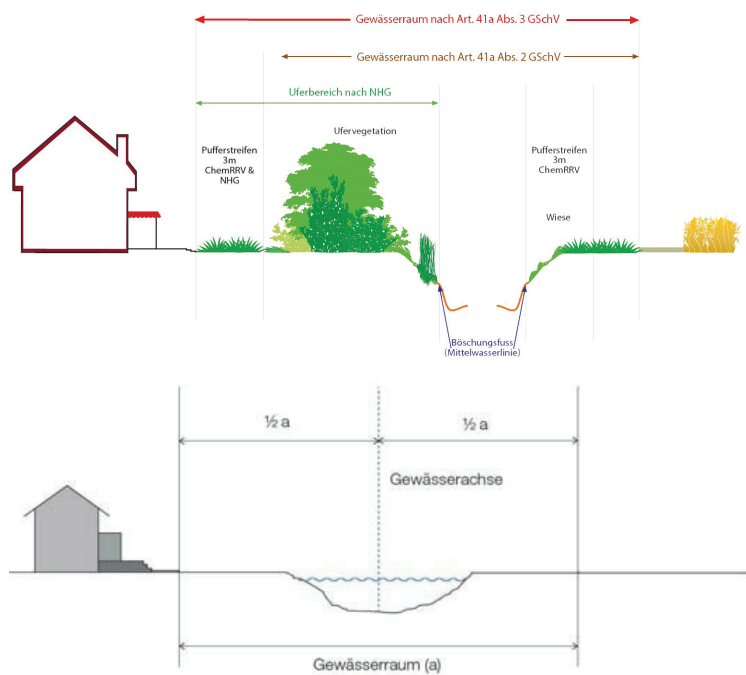 Gewässerraum nach Art. 41a Abs. 3 GSchV
Gewässerraum nach Art. 41a Abs. 2 GSchV
Uferbereich nach NHG
Ufervegetation
Pufferstreifen
3m
ChemRRV &
NHG
Pufferstreifen
3m
ChemRRV
Wiese
Böschungsfuss
(Mittelwasserlinie)
½ a
½ a
Gewässerachse
Gewässerraum (a)